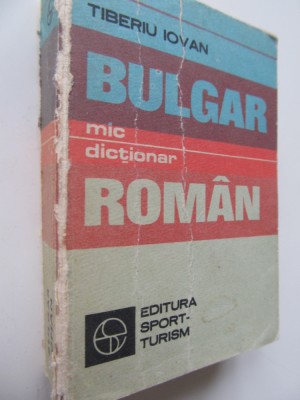 TIBERIU IOVAN
BULGAR
mic
dicționar
ROMÂN
EDITURA
SPORT-
TURISM